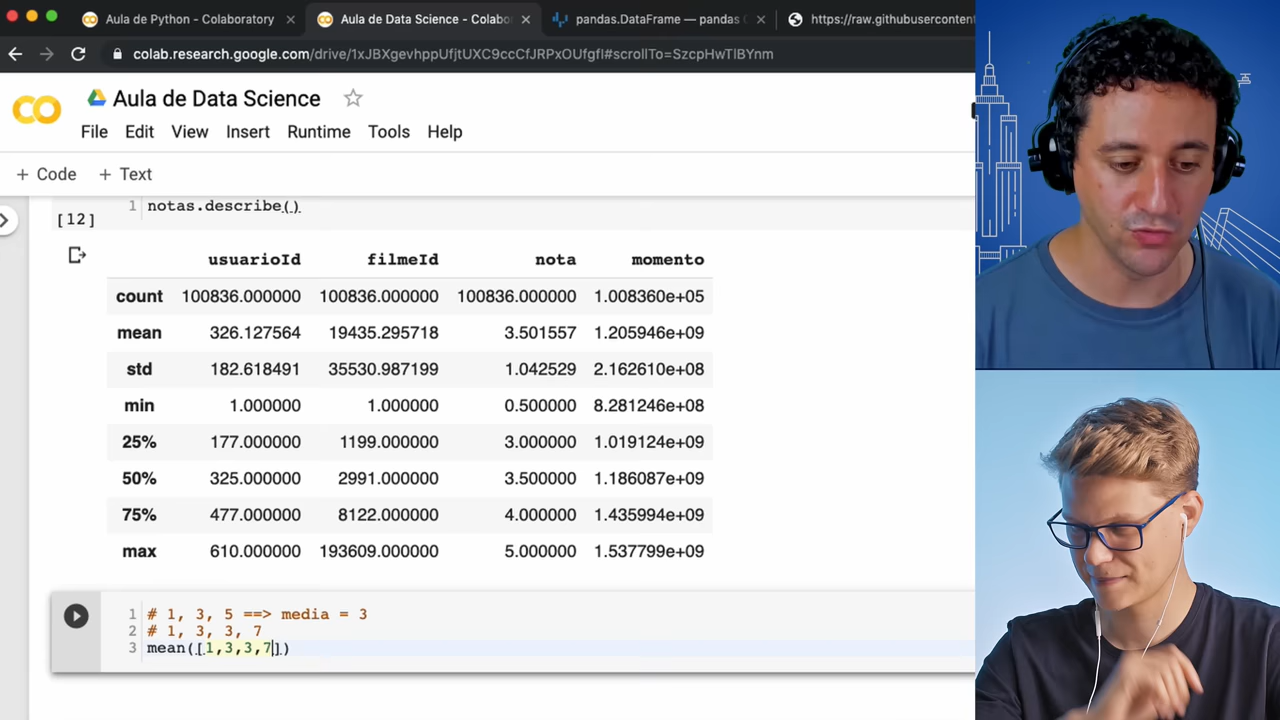 Aula de Python - Colaboratory
Aula de Data Science - Colabo
pandas.DataFrame — pandas
https://raw.githubusercontent
colab.research.google.com/drive/1xJBXgevhppUfjtUXC9ccCfJRPxOUfgfI#scrollTo=SzcpHwTlBYnm
CO
Aula de Data Science
File Edit View Insert Runtime Tools Help
+ Code + Text
[12]
1 notas.describe()
usuarioId filmeId nota momento
count 100836.000000 100836.000000 100836.000000 1.008360e+05
mean 326.127564 19435.295718 3.501557 1.205946e+09
std 182.618491 35530.987199 1.042529 2.162610e+08
min 1.000000 1.000000 0.500000 8.281246e+08
25% 177.000000 1199.000000 3.000000 1.019124e+09
50% 325.000000 2991.000000 3.500000 1.186087e+09
75% 477.000000 8122.000000 4.000000 1.435994e+09
max 610.000000 193609.000000 5.000000 1.537799e+09
1 # 1, 3, 5 ==> media = 3
2 # 1, 3, 3, 7
3 mean([1,3,3,7])